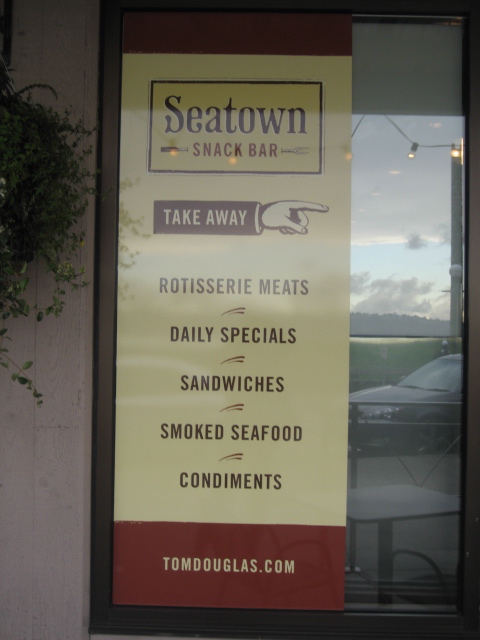 Seatown
SNACK BAR
TAKE AWAY
ROTISSERIE MEATS
DAILY SPECIALS
SANDWICHES
SMOKED SEAFOOD
CONDIMENTS
TOMDOUGLAS.COM